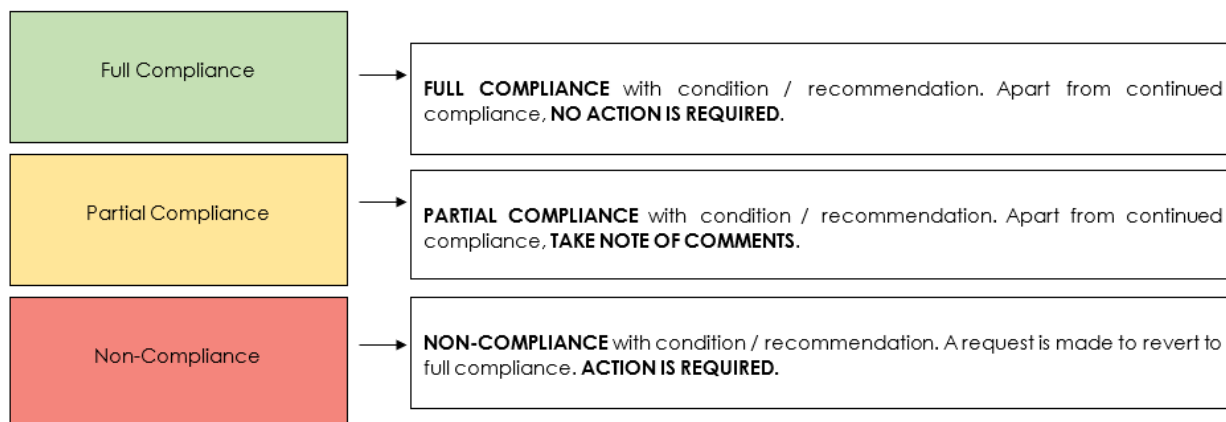 Full Compliance
FULL COMPLIANCE with condition / recommendation. Apart from continued
compliance, NO ACTION IS REQUIRED.
Partial Compliance
PARTIAL COMPLIANCE with condition / recommendation. Apart from continued
compliance, TAKE NOTE OF COMMENTS.
Non-Compliance
NON-COMPLIANCE with condition / recommendation. A request is made to revert to
full compliance. ACTION IS REQUIRED.